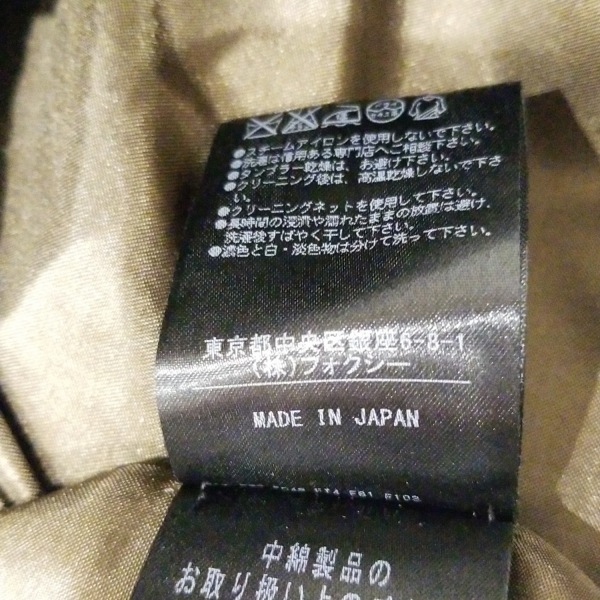 ●スチームアイロンを使用しないで下さい。
●洗濯は信用ある専門店へご相談下さい。
●タンブラー乾燥は、お避け下さい。
●クリーニング後は、高温乾燥しないで下さい。
●クリーニングネットを使用して下さい。
●長時間の浸漬や濡れたままの放置は避け、
洗濯後すばやく干して下さい。
●濃色と白・淡色物は分けて洗って下さい。
東京都中央区銀座6-8-1
(株)フォクシー
MADE IN JAPAN
中綿製品の
お取り扱い上の